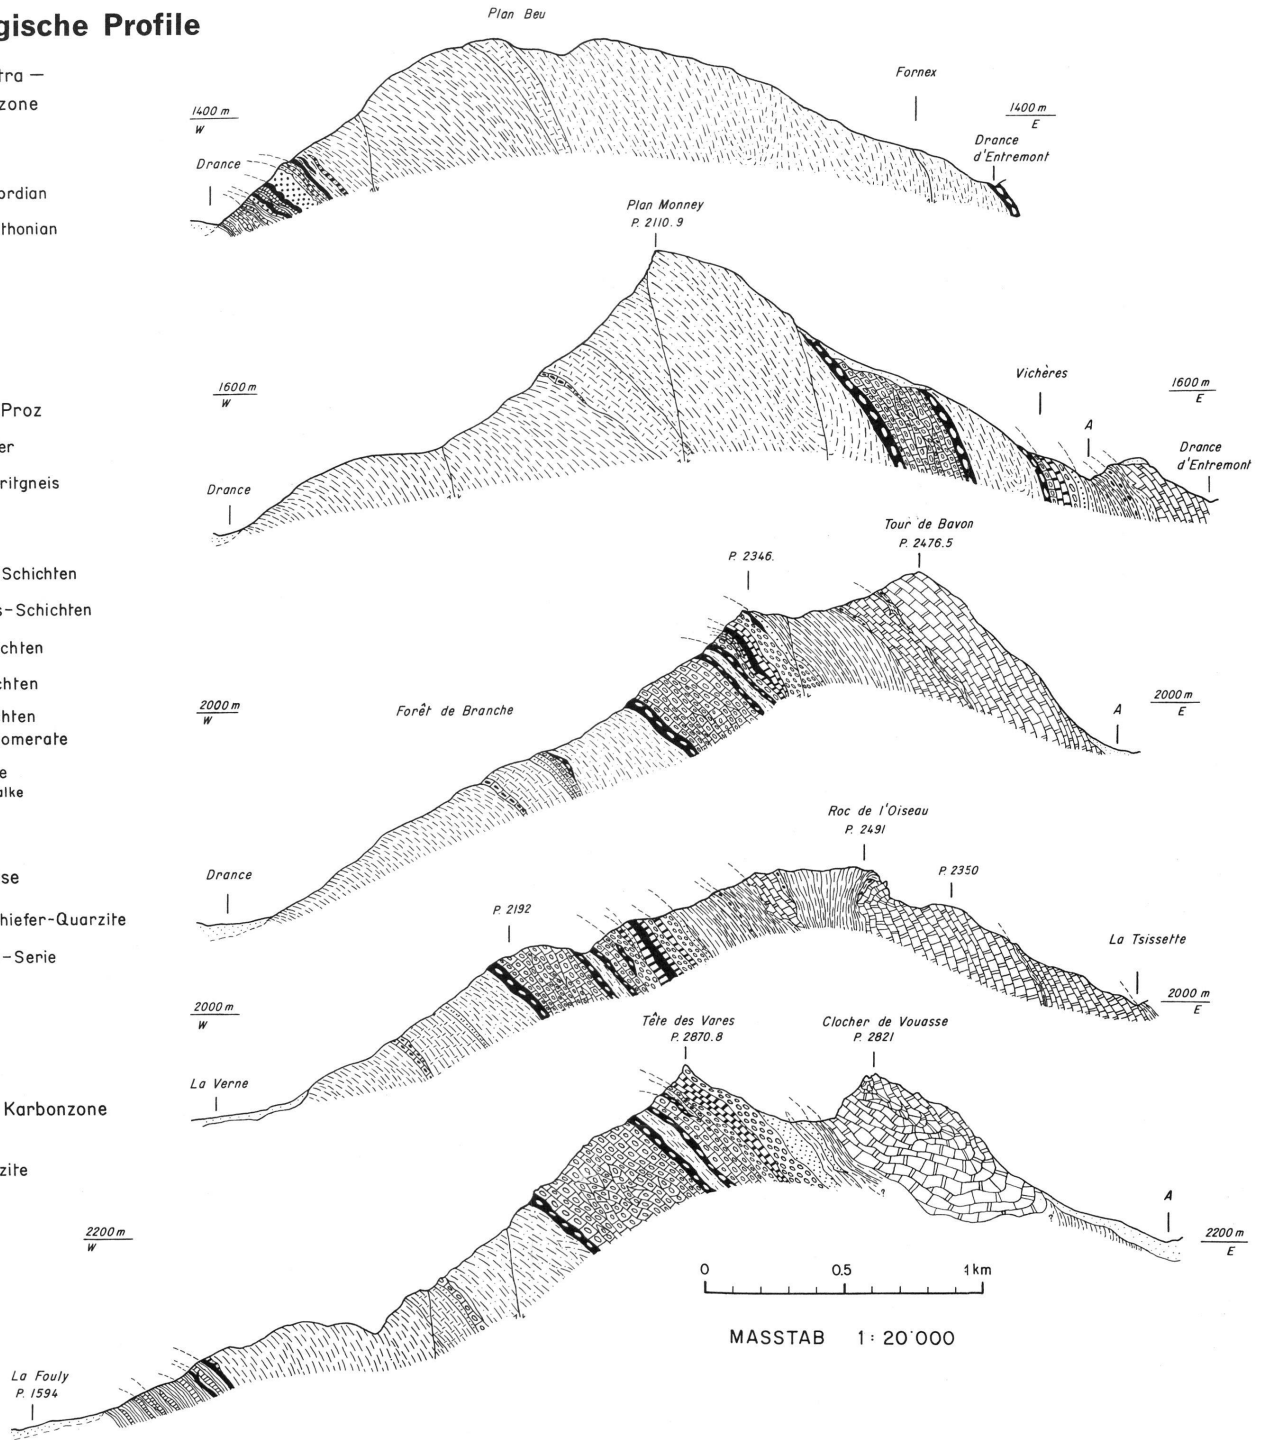 gische Profile
tra —
zone
ordian
thonian
Proz
er
ritgneis
Schichten
s-Schichten
chten
chten
hten
omerate
e
alke
se
hiefer-Quarzite
-Serie
Karbonzone
zite
Plan Beu
Fornex
1400 m
W
1400 m
E
Drance
Drance
d'Entremont
Plan Monney
P. 2110.9
1600 m
W
Vichères
1600 m
E
A
Drance
d'Entremont
Drance
Tour de Bavon
P. 2476.5
P. 2346.
2000 m
W
Forêt de Branche
2000 m
E
A
Drance
Roc de l'Oiseau
P. 2491
P. 2350
P. 2192
La Tsissette
2000 m
W
2000 m
E
Tête des Vares
P. 2870.8
Clocher de Vouasse
P. 2821
La Verne
2200 m
W
?
?
A
2200 m
E
0 0.5 1 km
MASSTAB 1: 20'000
La Fouly
P. 1594